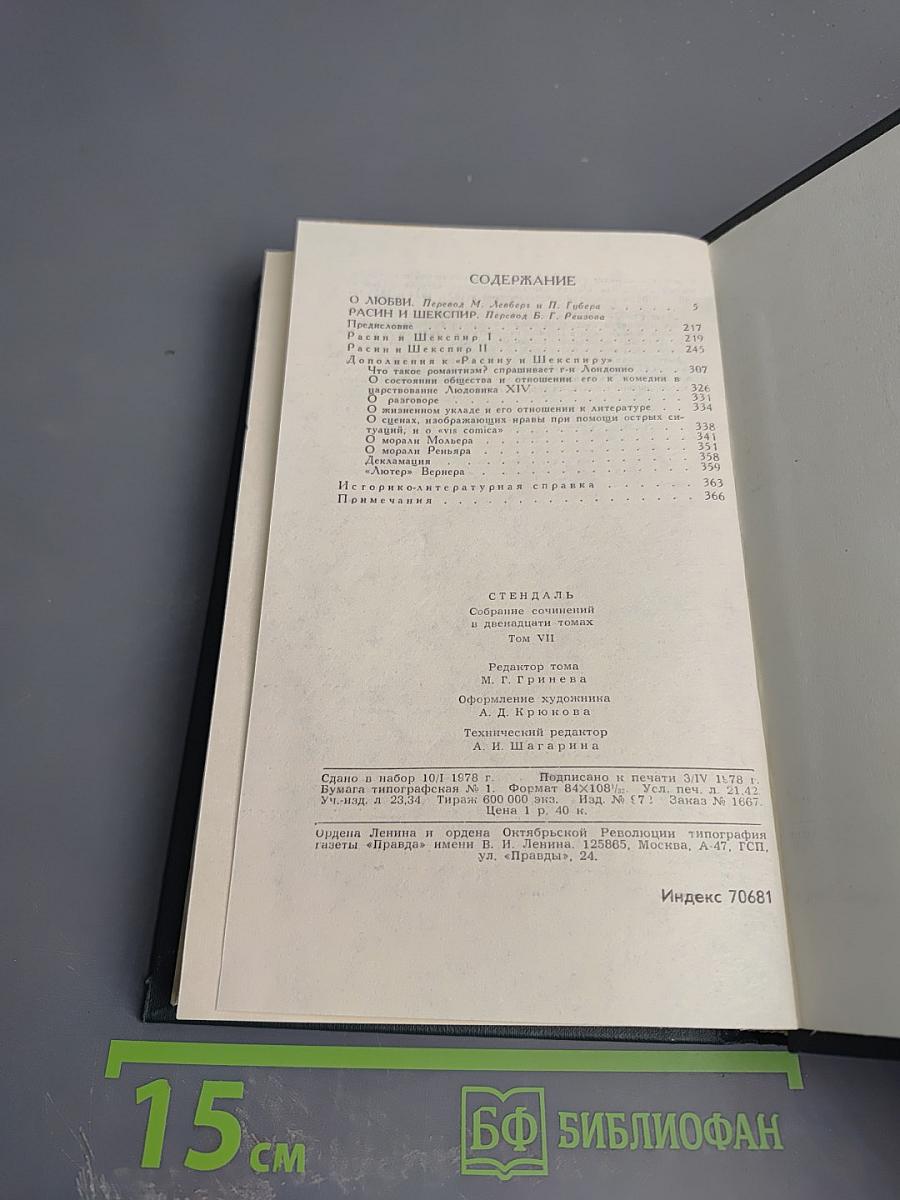 СОДЕРЖАНИЕ
О ЛЮБВИ. Перевод М. Левберг и П. Губера . . . . . 5
РАСИН И ШЕКСПИР. Перевод Б. Г. Реизова
Предисловие . . . . . . . . . . . . . . . . 217
Расин и Шекспир I . . . . . . . . . . . . . 219
Расин и Шекспир II . . . . . . . . . . . . . 245
Дополнения к «Расину и Шекспиру»
Что такое романтизм? спрашивает г-н Лондонио . . . 307
О состоянии общества и отношении его к комедии в
царствование Людовика XIV . . . . . . . . . . 326
О разговоре . . . . . . . . . . . . . . . 331
О жизненном укладе и его отношении к литературе . . 334
О сценах, изображающих нравы при помощи острых си-
туаций, и о «vis comica» . . . . . . . . . . . 338
О морали Мольера . . . . . . . . . . . . . 341
О морали Реньяра . . . . . . . . . . . . . 351
Декламация . . . . . . . . . . . . . . . 358
«Лютер» Вернера . . . . . . . . . . . . . 359
Историко-литературная справка . . . . . . 363
Примечания . . . . . . . . . . . . . . . 366
СТЕНДАЛЬ
Собрание сочинений
в двенадцати томах
Том VII
Редактор тома
М. Г. Гринева
Оформление художника
А. Д. Крюкова
Технический редактор
А. И. Шагарина
Сдано в набор 10/I 1978 г. Подписано к печати 3/IV 1978 г.
Бумага типографская № 1. Формат 84×108¹/₃₂. Усл. печ. л. 21,42.
Уч.-изд. л 23,34. Тираж 600 000 экз. Изд. № Заказ № 1667.
Цена 1 р. 40 к.
Ордена Ленина и ордена Октябрьской Революции типография
газеты «Правда» имени В. И. Ленина. 125865, Москва, А-47, ГСП,
ул. «Правды», 24.
Индекс 70681
15 см
БФ БИБЛИОФАН